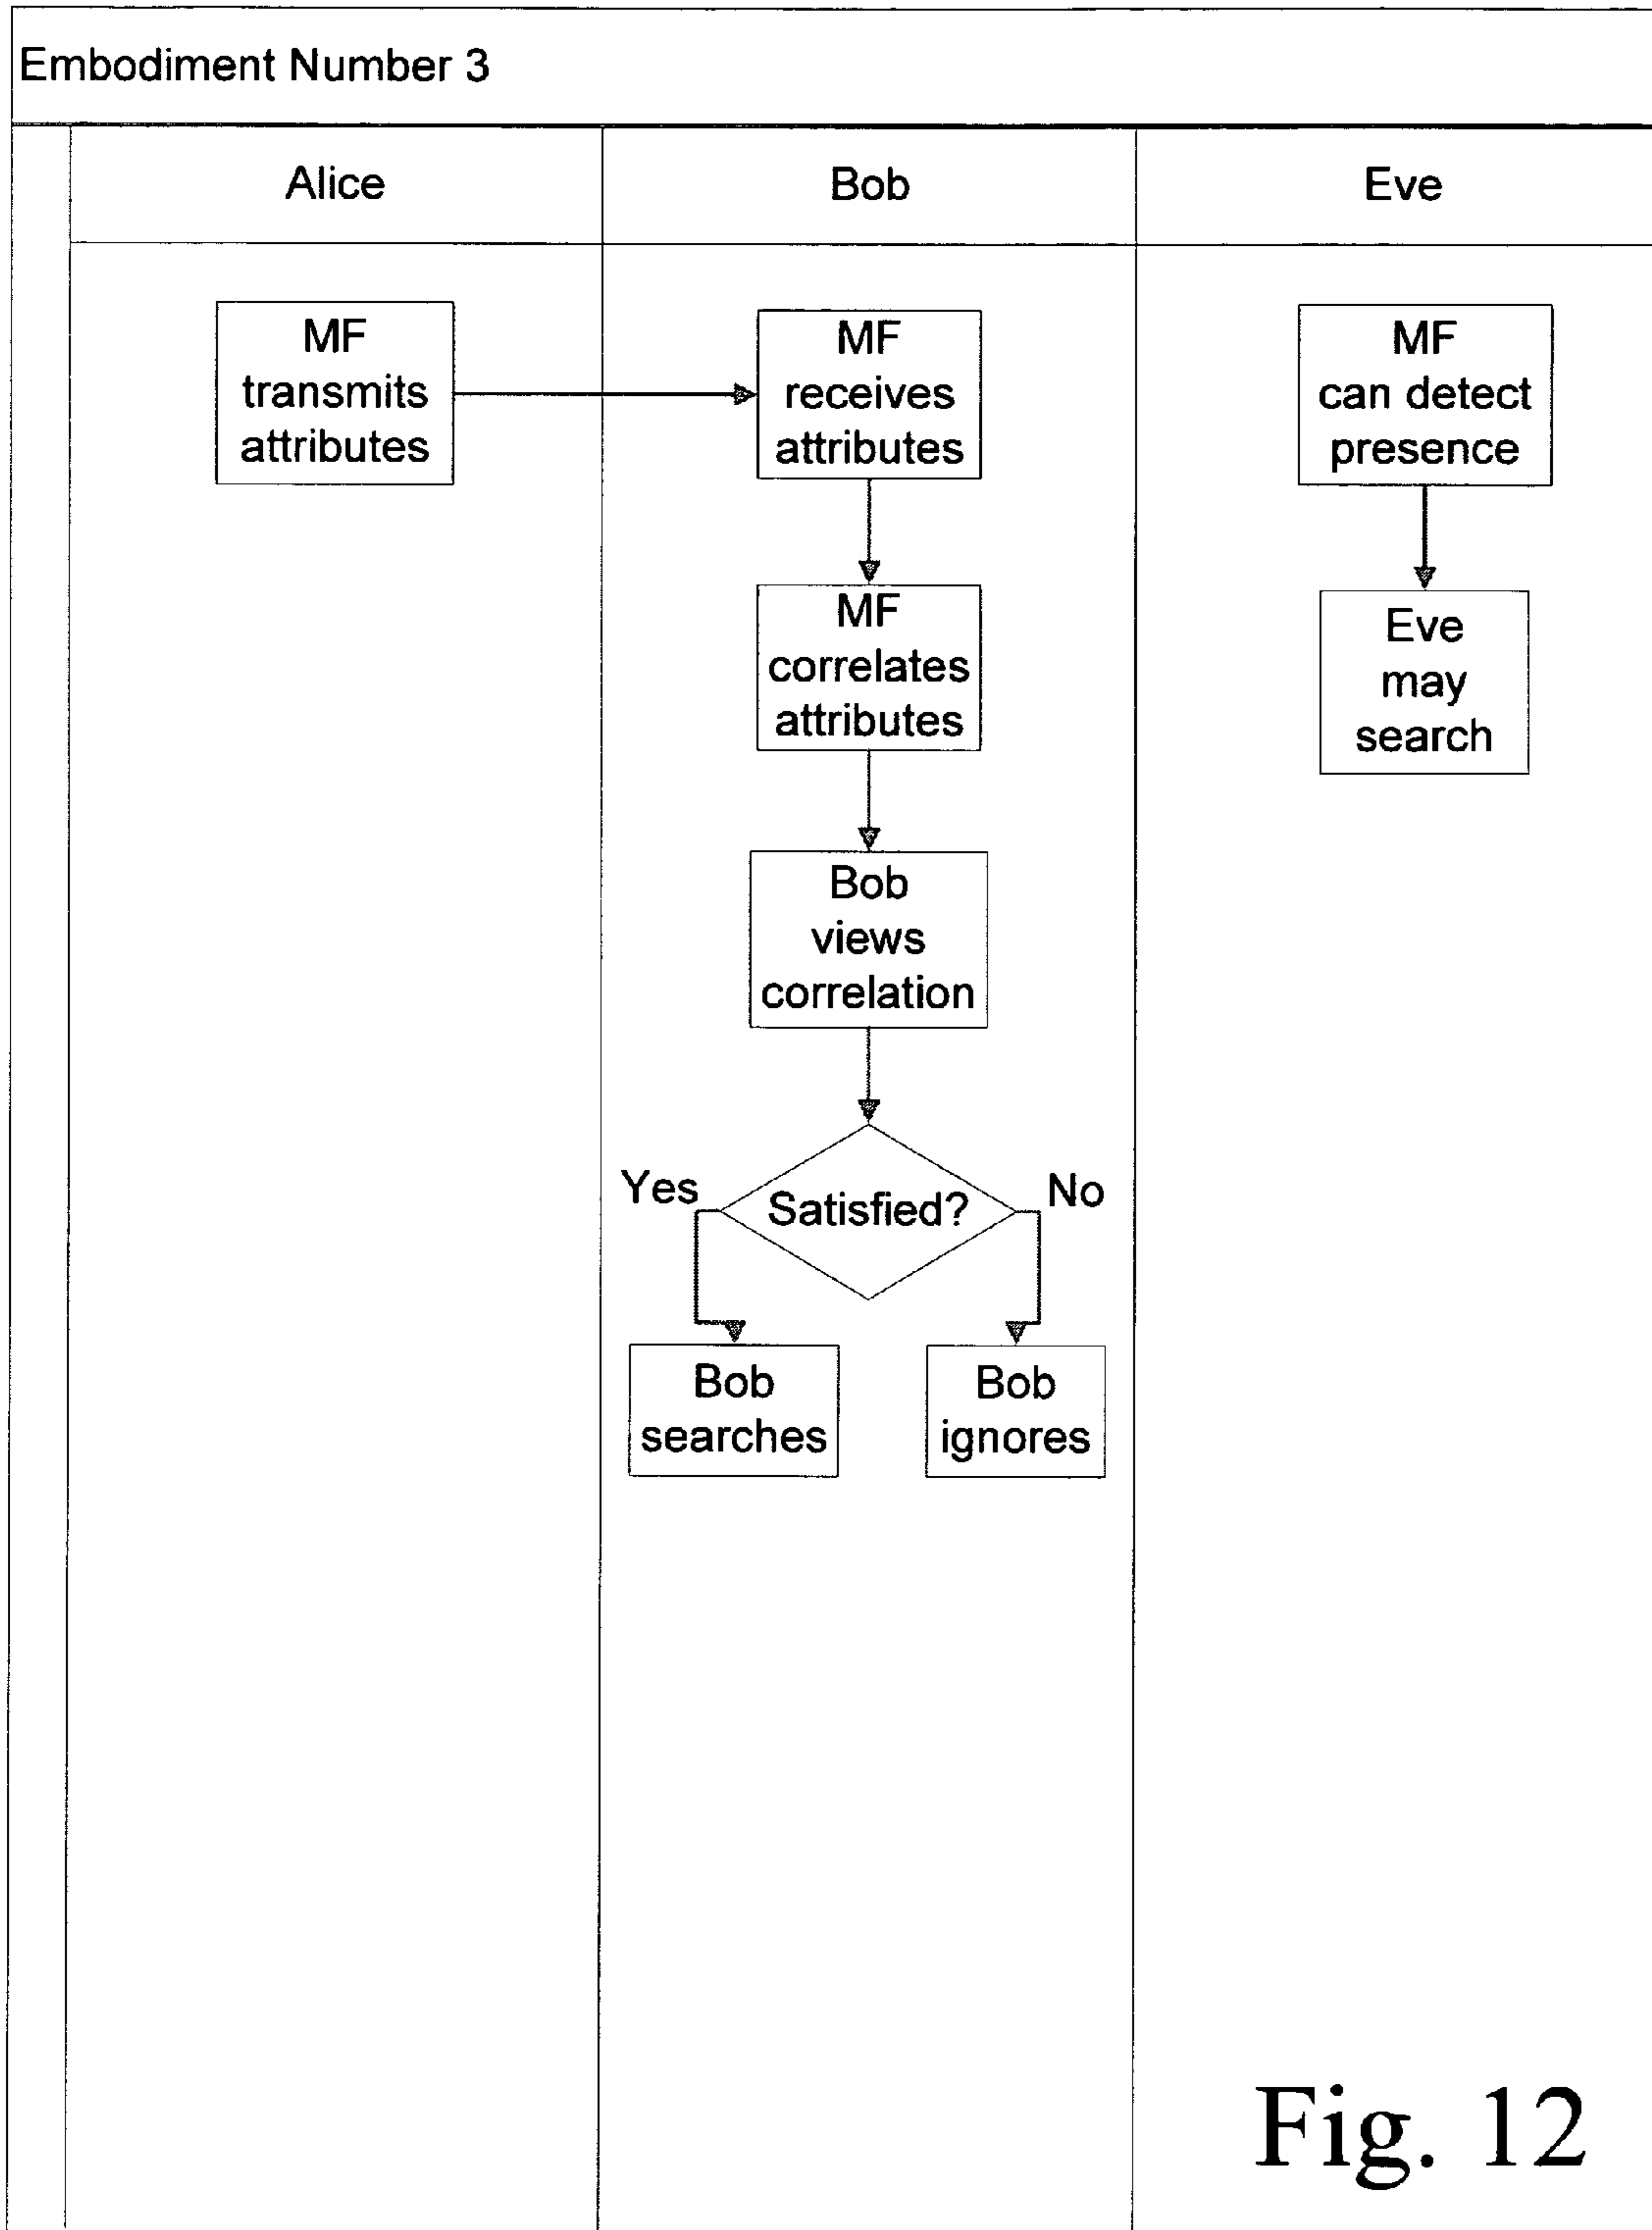 Embodiment Number 3
Alice
Bob
Eve
MF
transmits
attributes
MF
receives
attributes
MF
can detect
presence
MF
correlates
attributes
Eve
may
search
Bob
views
correlation
Yes
Satisfied?
No
Bob
searches
Bob
ignores
Fig. 12